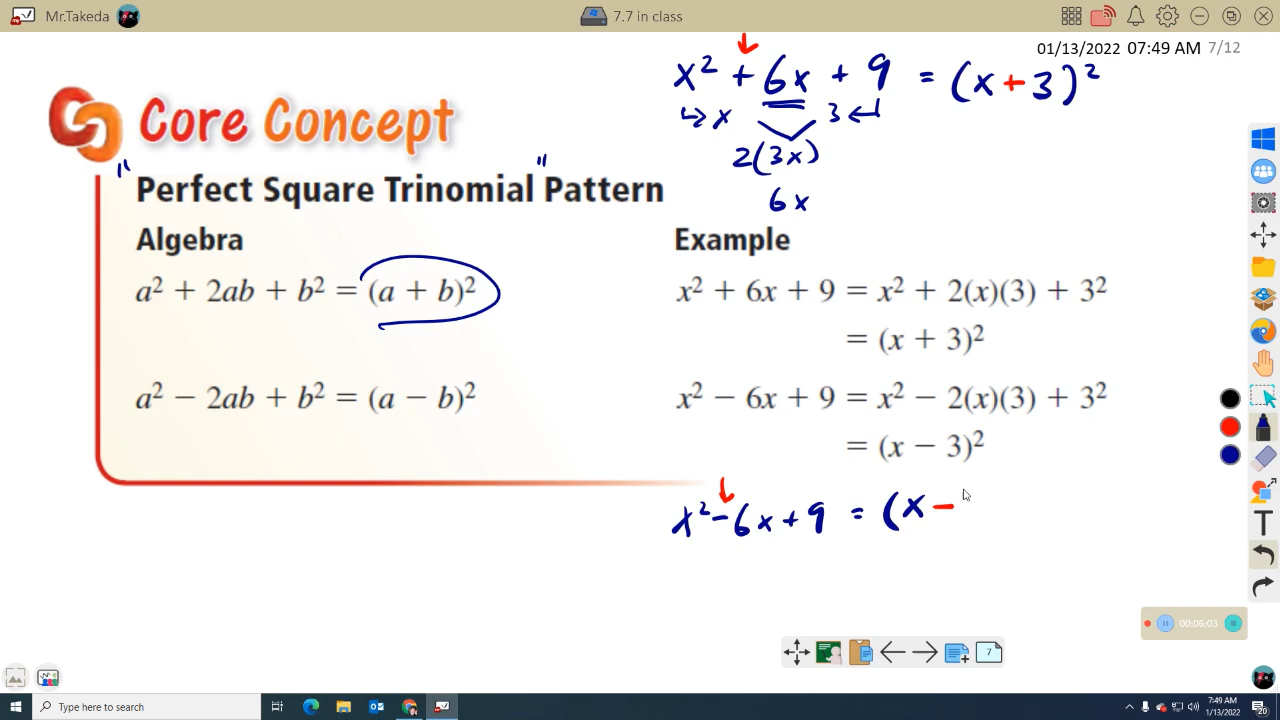 Mr.Takeda
7.7 in class
01/13/2022 07:49 AM 7/12
x² + 6x + 9 = (x + 3)²
↳ x 3 ↵
2(3x)
6x
Core Concept
" Perfect Square Trinomial " Pattern
Algebra Example
a² + 2ab + b² = (a + b)² x² + 6x + 9 = x² + 2(x)(3) + 3²
= (x + 3)²
a² − 2ab + b² = (a − b)² x² − 6x + 9 = x² − 2(x)(3) + 3²
= (x − 3)²
x² − 6x + 9 = (x −
00:06:03
7
Type here to search
7:49 AM
1/13/2022
20